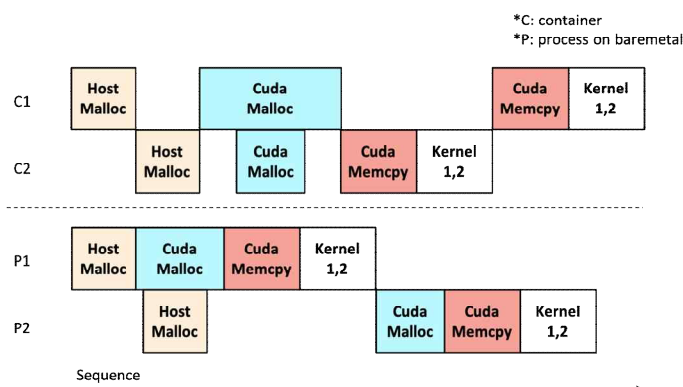 *C: container
*P: process on baremetal
C1
Host
Malloc
Cuda
Malloc
Cuda
Memcpy
Kernel
1,2
C2
Host
Malloc
Cuda
Malloc
Cuda
Memcpy
Kernel
1,2
P1
Host
Malloc
Cuda
Malloc
Cuda
Memcpy
Kernel
1,2
P2
Host
Malloc
Cuda
Malloc
Cuda
Memcpy
Kernel
1,2
Sequence